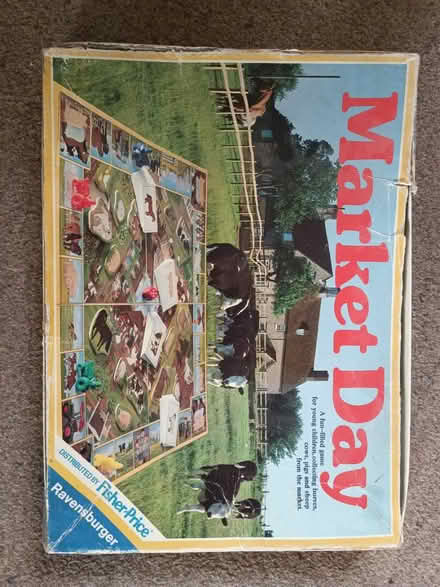 Market Day
A fun-filled game
for young children, collecting horses,
cows, pigs and sheep
from the market.
DISTRIBUTED BY Fisher-Price
Ravensburger